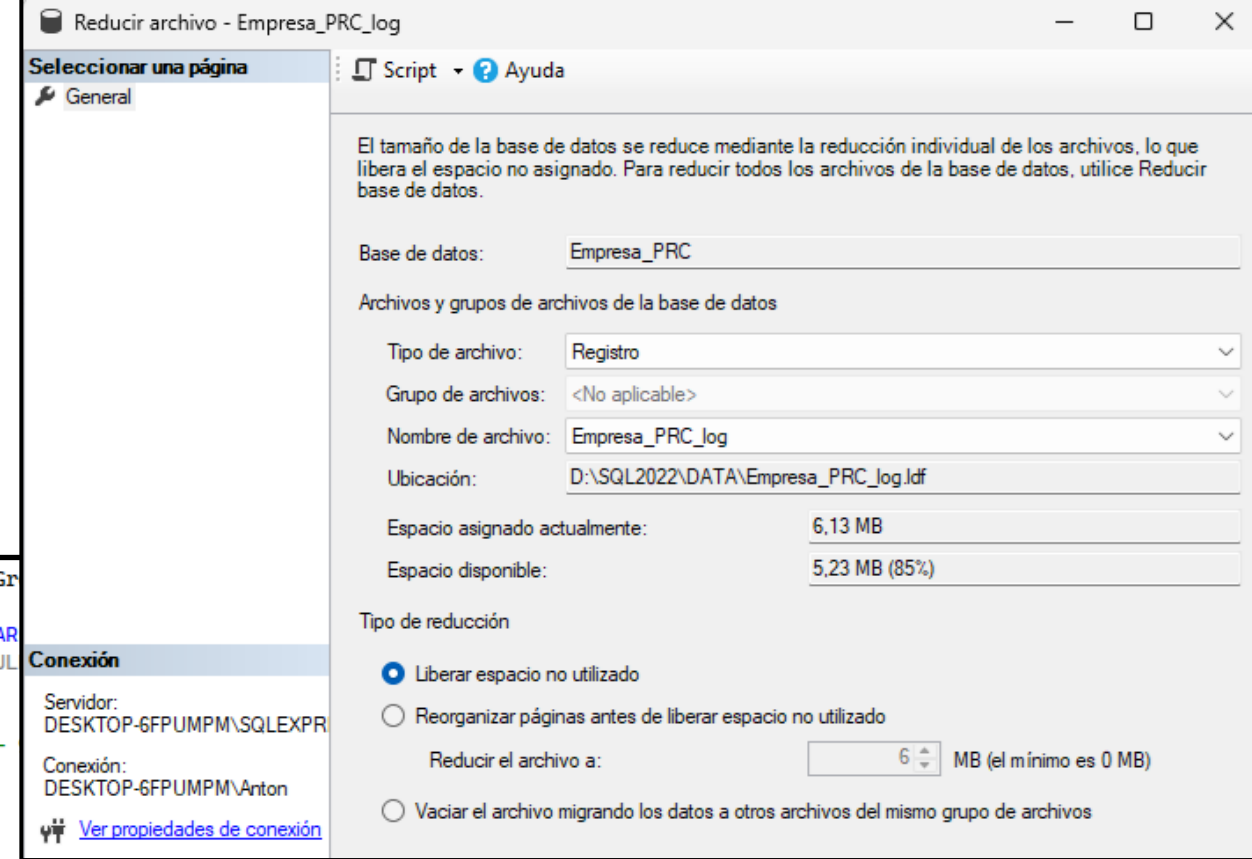 Reducir archivo - Empresa_PRC_log
Seleccionar una página
General
Script
Ayuda
El tamaño de la base de datos se reduce mediante la reducción individual de los archivos, lo que
libera el espacio no asignado. Para reducir todos los archivos de la base de datos, utilice Reducir
base de datos.
Base de datos:
Empresa_PRC
Archivos y grupos de archivos de la base de datos
Tipo de archivo:
Registro
Grupo de archivos:
<No aplicable>
Nombre de archivo:
Empresa_PRC_log
Ubicación:
D:\SQL2022\DATA\Empresa_PRC_log.ldf
Espacio asignado actualmente:
6,13 MB
Espacio disponible:
5,23 MB (85%)
Tipo de reducción
Liberar espacio no utilizado
Reorganizar páginas antes de liberar espacio no utilizado
Reducir el archivo a:
6
MB (el mínimo es 0 MB)
Vaciar el archivo migrando los datos a otros archivos del mismo grupo de archivos
Conexión
Servidor:
DESKTOP-6FPUMPM\SQLEXPR
Conexión:
DESKTOP-6FPUMPM\Anton
Ver propiedades de conexión